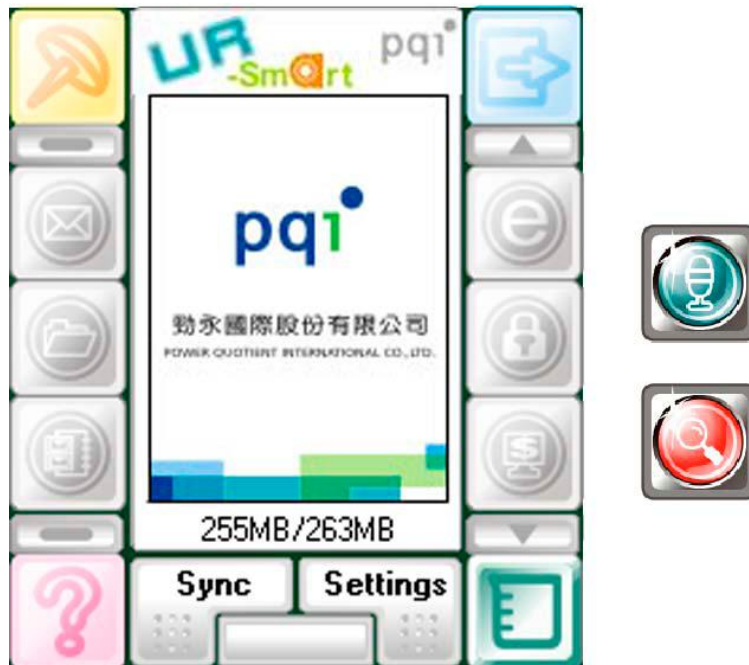 UR
-Smart
pqi
pqi
勁永國際股份有限公司
POWER QUOTIENT INTERNATIONAL CO., LTD.
e
255MB/263MB
Sync
Settings